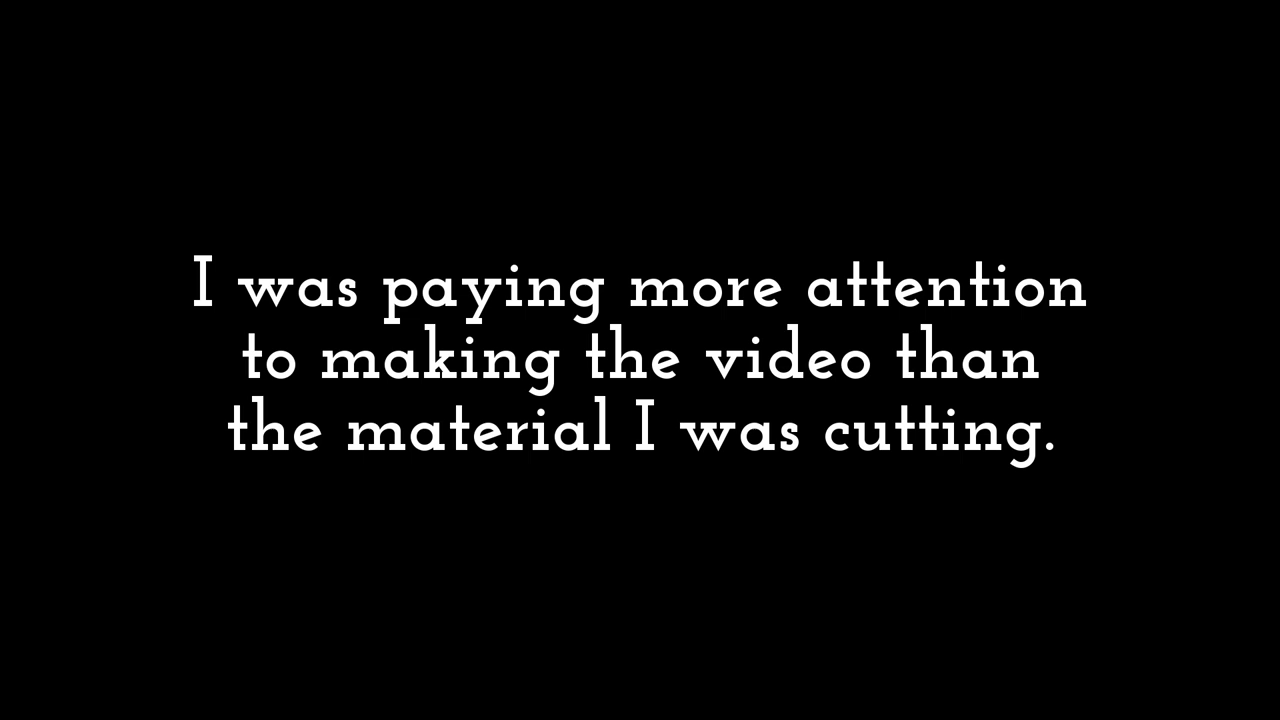 I was paying more attention
to making the video than
the material I was cutting.